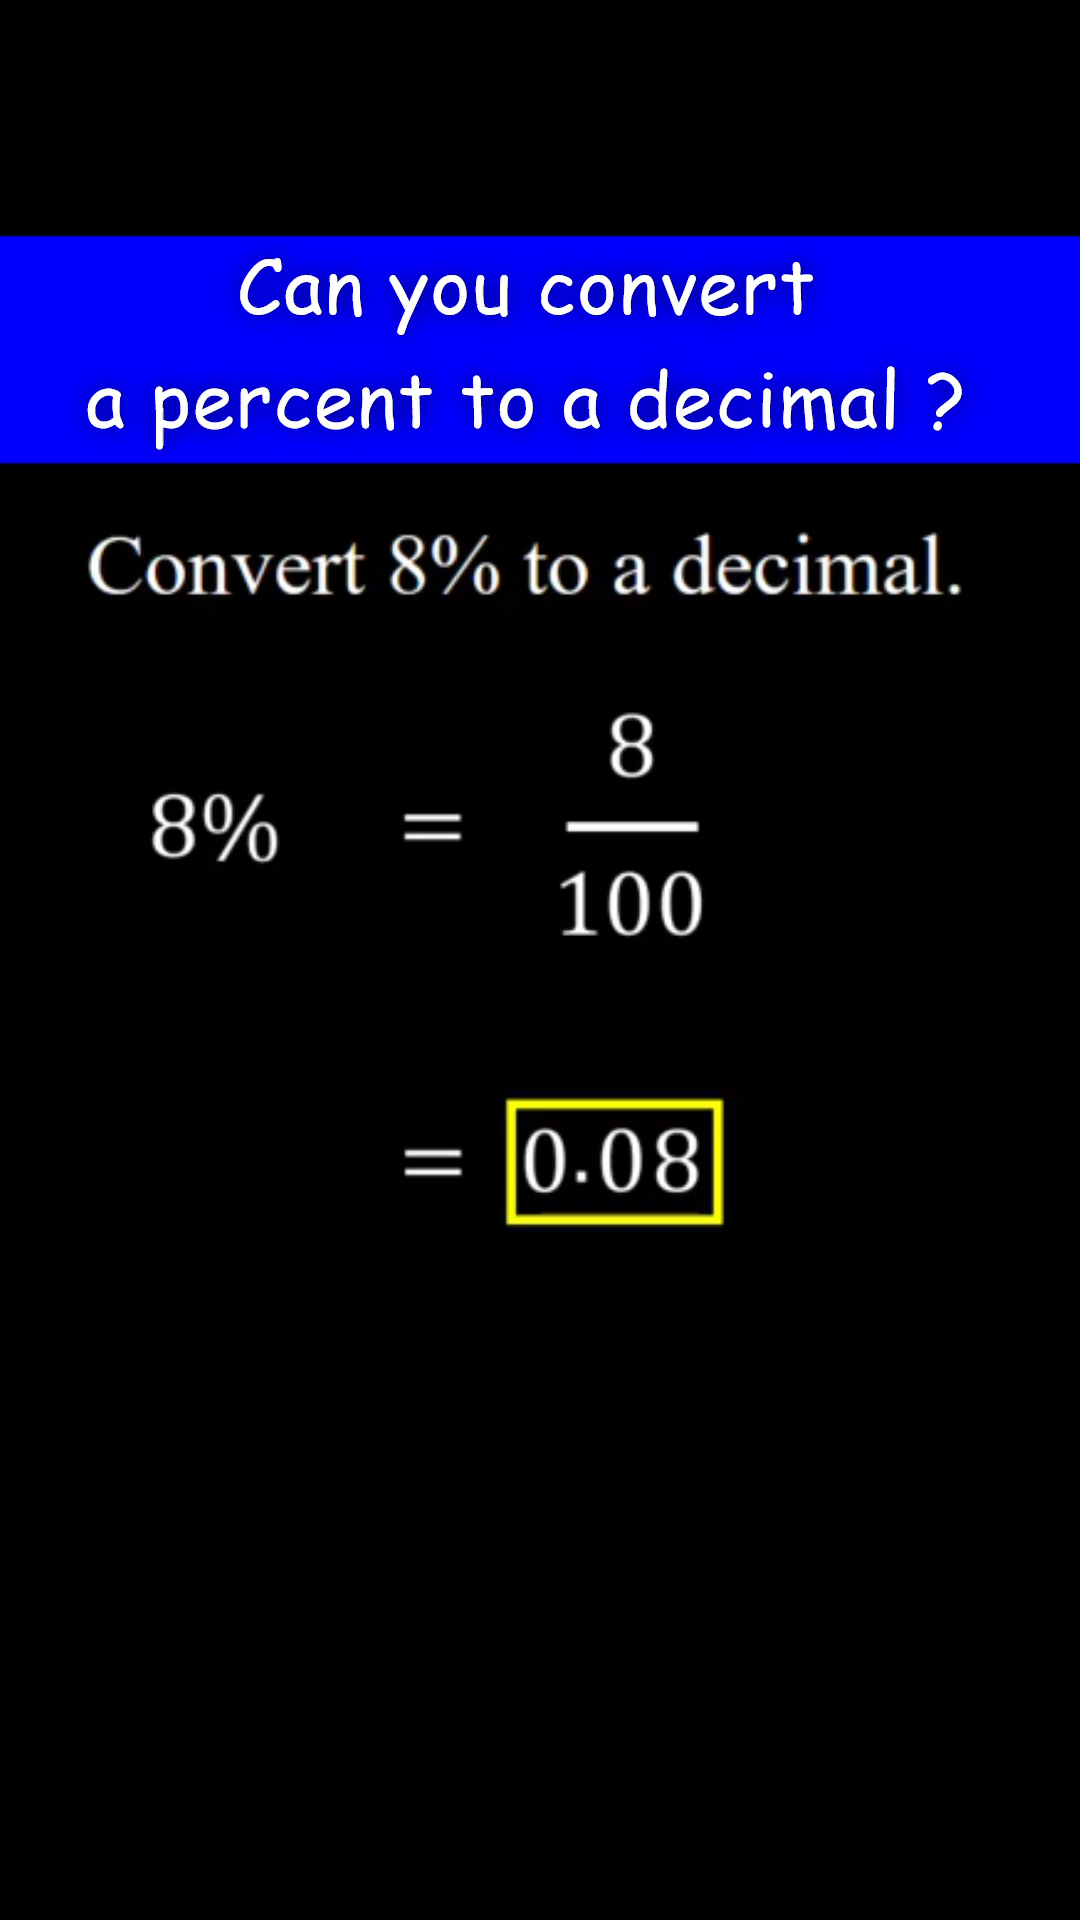 Can you convert
a percent to a decimal ?
Convert 8% to a decimal.
8% = 8/100
= 0.08